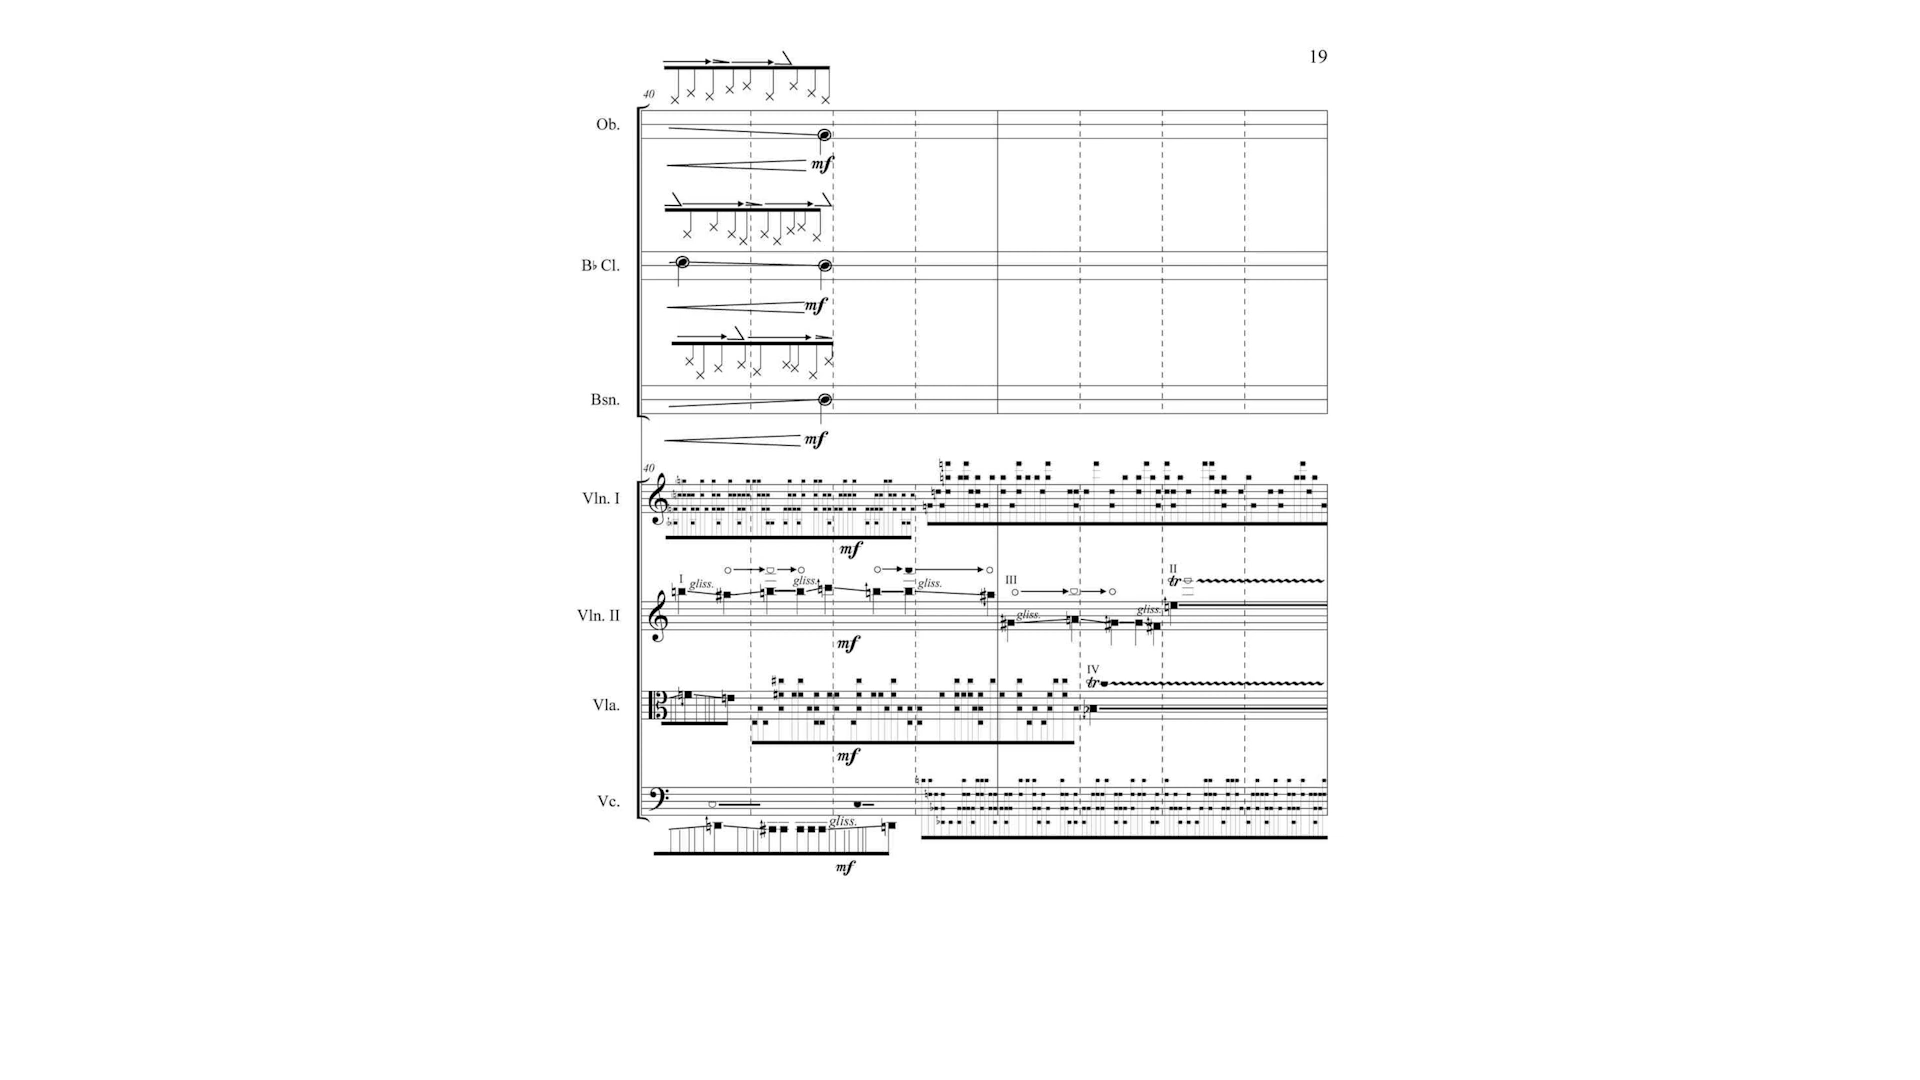 19
40
Ob.
mf
B♭ Cl.
mf
Bsn.
mf
40
Vln. I
mf
I gliss. gliss. gliss. III gliss. gliss. II tr
Vln. II
mf
IV
tr
Vla.
mf
Vc.
gliss.
mf